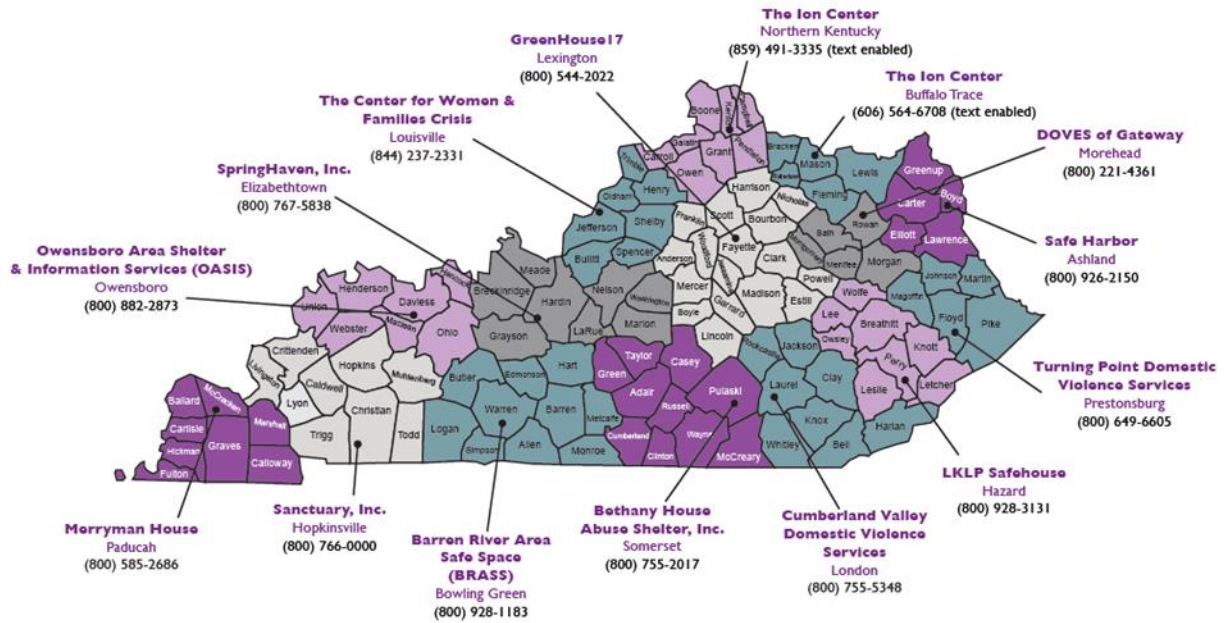 The Ion Center
Northern Kentucky
(859) 491-3335 (text enabled)
GreenHouse17
Lexington
(800) 544-2022
The Ion Center
Buffalo Trace
(606) 564-6708 (text enabled)
The Center for Women &
Families Crisis
Louisville
(844) 237-2331
DOVES of Gateway
Morehead
(800) 221-4361
SpringHaven, Inc.
Elizabethtown
(800) 767-5838
Safe Harbor
Ashland
(800) 926-2150
Owensboro Area Shelter
& Information Services (OASIS)
Owensboro
(800) 882-2873
Turning Point Domestic
Violence Services
Prestonsburg
(800) 649-6605
LKLP Safehouse
Hazard
(800) 928-3131
Merryman House
Paducah
(800) 585-2686
Sanctuary, Inc.
Hopkinsville
(800) 766-0000
Barren River Area
Safe Space
(BRASS)
Bowling Green
(800) 928-1183
Bethany House
Abuse Shelter, Inc.
Somerset
(800) 755-2017
Cumberland Valley
Domestic Violence
Services
London
(800) 755-5348
Boone
Kenton
Campbell
Gallatin
Grant
Pendleton
Carroll
Owen
Bracken
Mason
Robertson
Lewis
Fleming
Greenup
Boyd
Carter
Elliott
Lawrence
Trimble
Oldham
Henry
Jefferson
Shelby
Spencer
Bullitt
Harrison
Nicholas
Scott
Bourbon
Franklin
Woodford
Fayette
Clark
Anderson
Mercer
Madison
Powell
Estill
Garrard
Boyle
Lincoln
Bath
Rowan
Montgomery
Menifee
Morgan
Johnson
Martin
Magoffin
Floyd
Pike
Meade
Breckinridge
Hardin
Nelson
Washington
Marion
LaRue
Grayson
Hancock
Henderson
Union
Daviess
Webster
Mclean
Ohio
Wolfe
Lee
Breathitt
Owsley
Knott
Perry
Leslie
Letcher
Rockcastle
Jackson
Laurel
Clay
Knox
Whitley
Bell
Harlan
Taylor
Casey
Green
Adair
Pulaski
Russell
Wayne
Cumberland
Clinton
McCreary
Hart
Edmonson
Butler
Warren
Barren
Metcalfe
Logan
Simpson
Allen
Monroe
Crittenden
Livingston
Hopkins
Caldwell
Muhlenberg
Lyon
Christian
Trigg
Todd
Ballard
McCracken
Carlisle
Graves
Marshall
Hickman
Fulton
Calloway